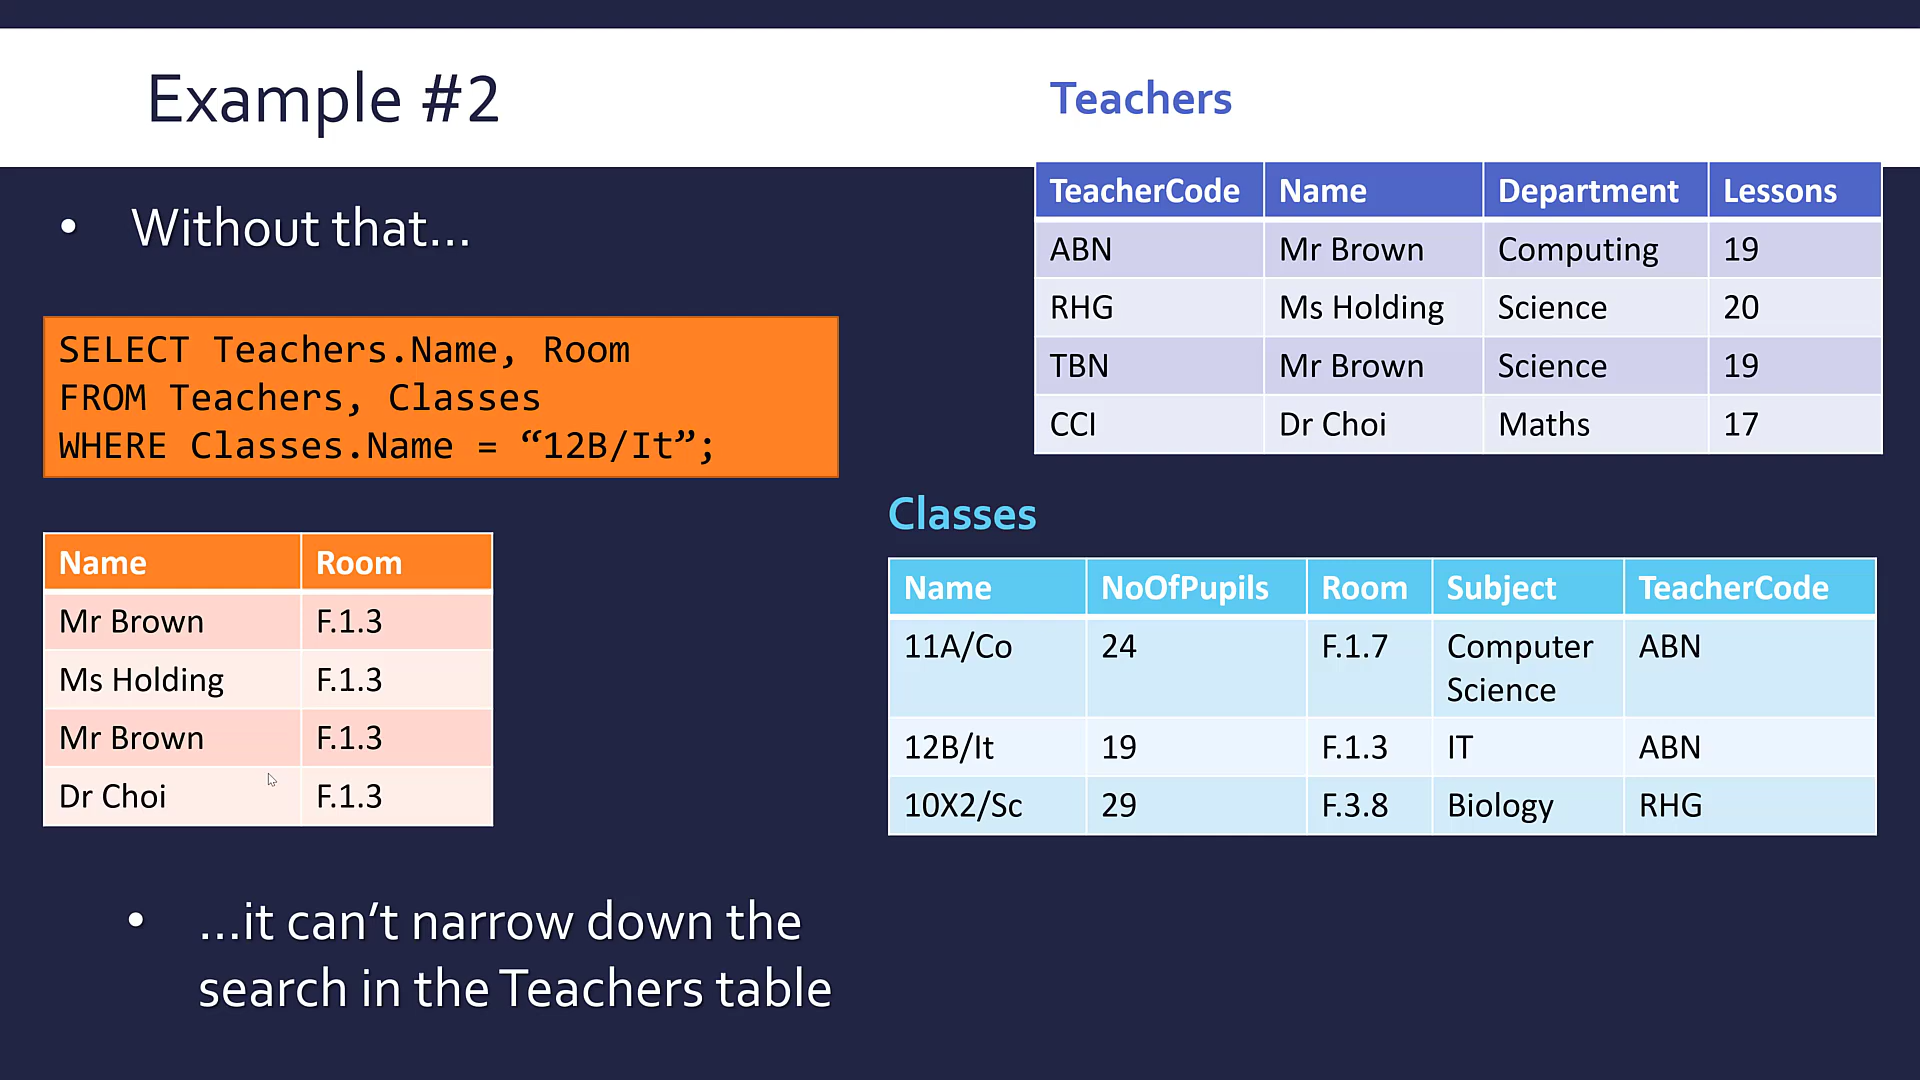 Example #2
• Without that...
SELECT Teachers.Name, Room
FROM Teachers, Classes
WHERE Classes.Name = “12B/It”;
Name Room
Mr Brown F.1.3
Ms Holding F.1.3
Mr Brown F.1.3
Dr Choi F.1.3
• ...it can’t narrow down the
search in the Teachers table
Teachers
TeacherCode Name Department Lessons
ABN Mr Brown Computing 19
RHG Ms Holding Science 20
TBN Mr Brown Science 19
CCI Dr Choi Maths 17
Classes
Name NoOfPupils Room Subject TeacherCode
11A/Co 24 F.1.7 Computer ABN
Science
12B/It 19 F.1.3 IT ABN
10X2/Sc 29 F.3.8 Biology RHG